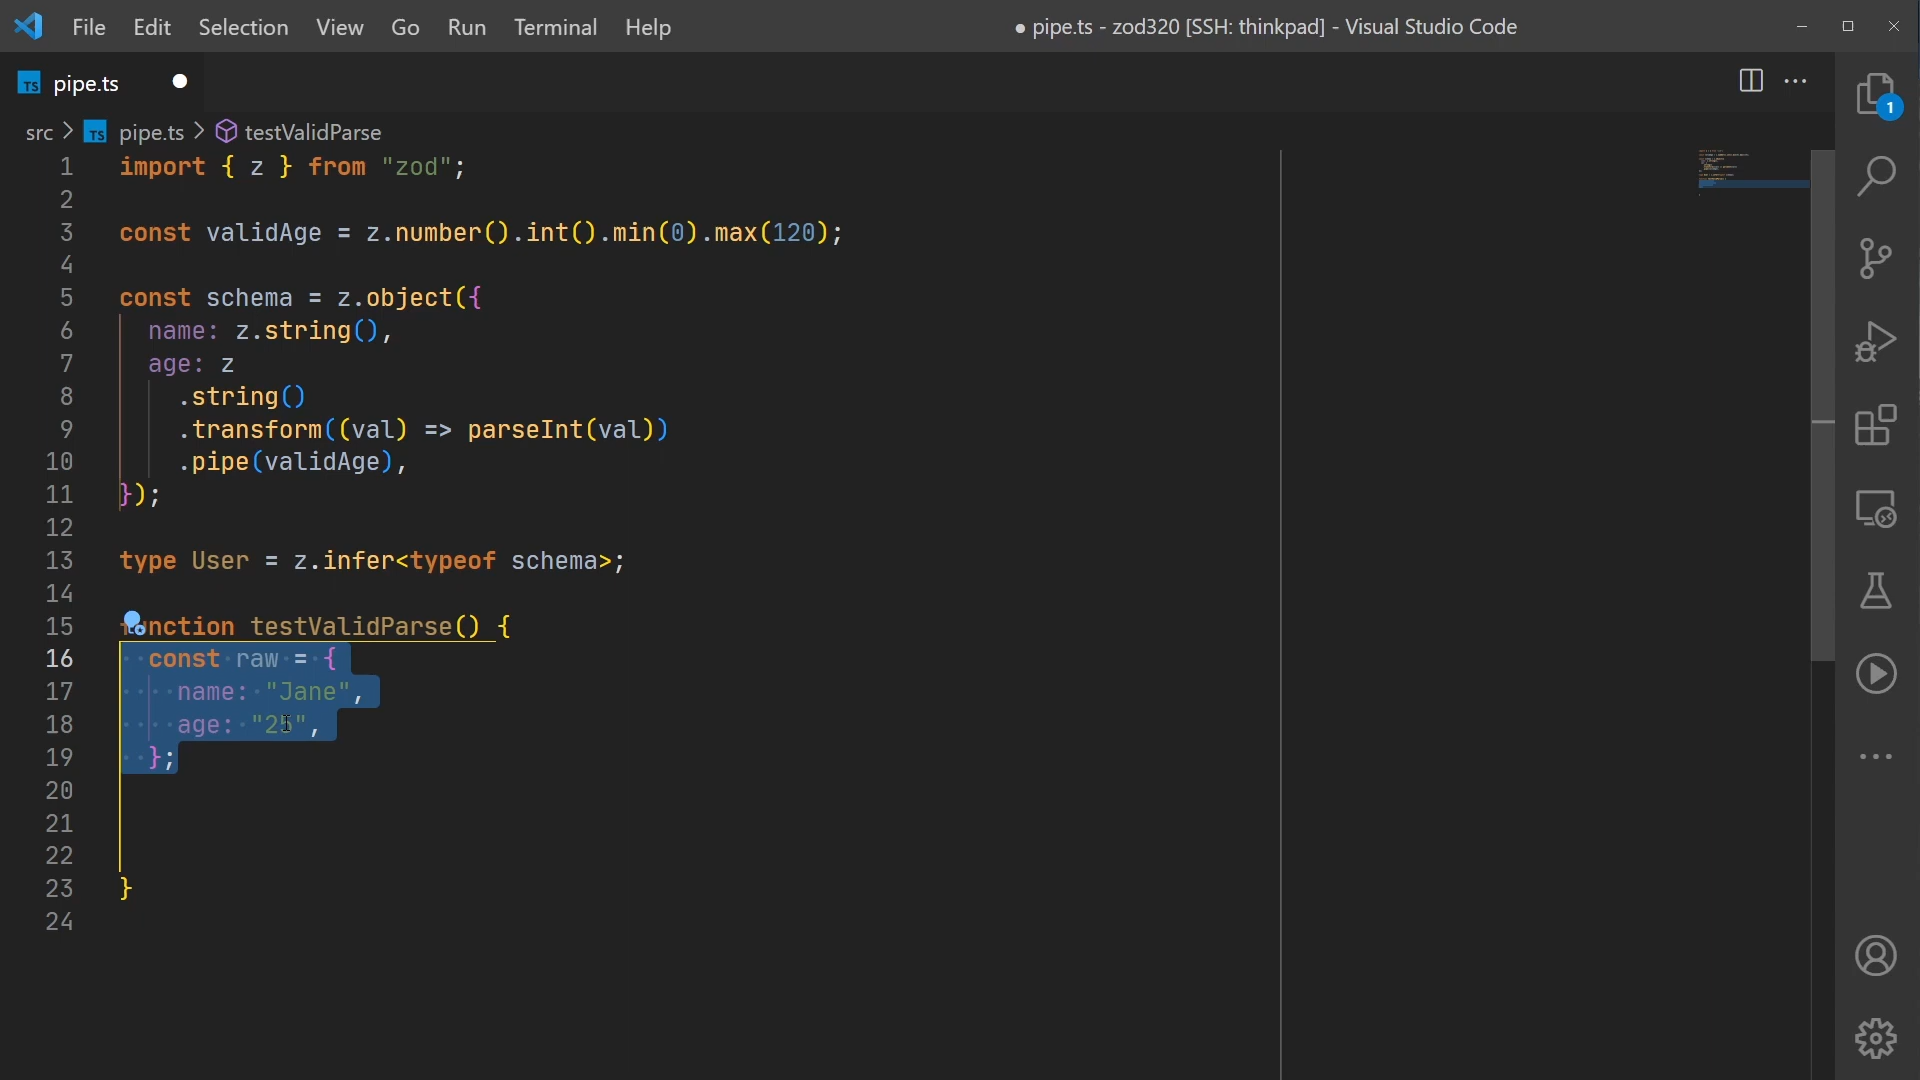 File Edit Selection View Go Run Terminal Help ● pipe.ts - zod320 [SSH: thinkpad] - Visual Studio Code
TS pipe.ts
src > TS pipe.ts > testValidParse
1 import { z } from "zod";
2
3 const validAge = z.number().int().min(0).max(120);
4
5 const schema = z.object({
6 name: z.string(),
7 age: z
8 .string()
9 .transform((val) => parseInt(val))
10 .pipe(validAge),
11 });
12
13 type User = z.infer<typeof schema>;
14
15 function testValidParse() {
16 const raw = {
17 name: "Jane",
18 age: "25",
19 };
20
21
22
23 }
24
1